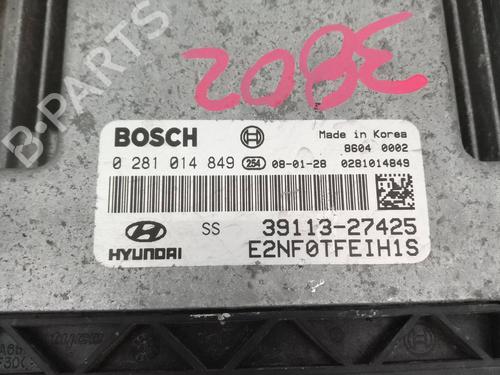 3802
BOSCH Made in Korea
8604 0002
0 281 014 849 254 08-01-28 0281014849
SS 39113-27425
HYUNDAI E2NF0TFEIH1S
B-PARTS